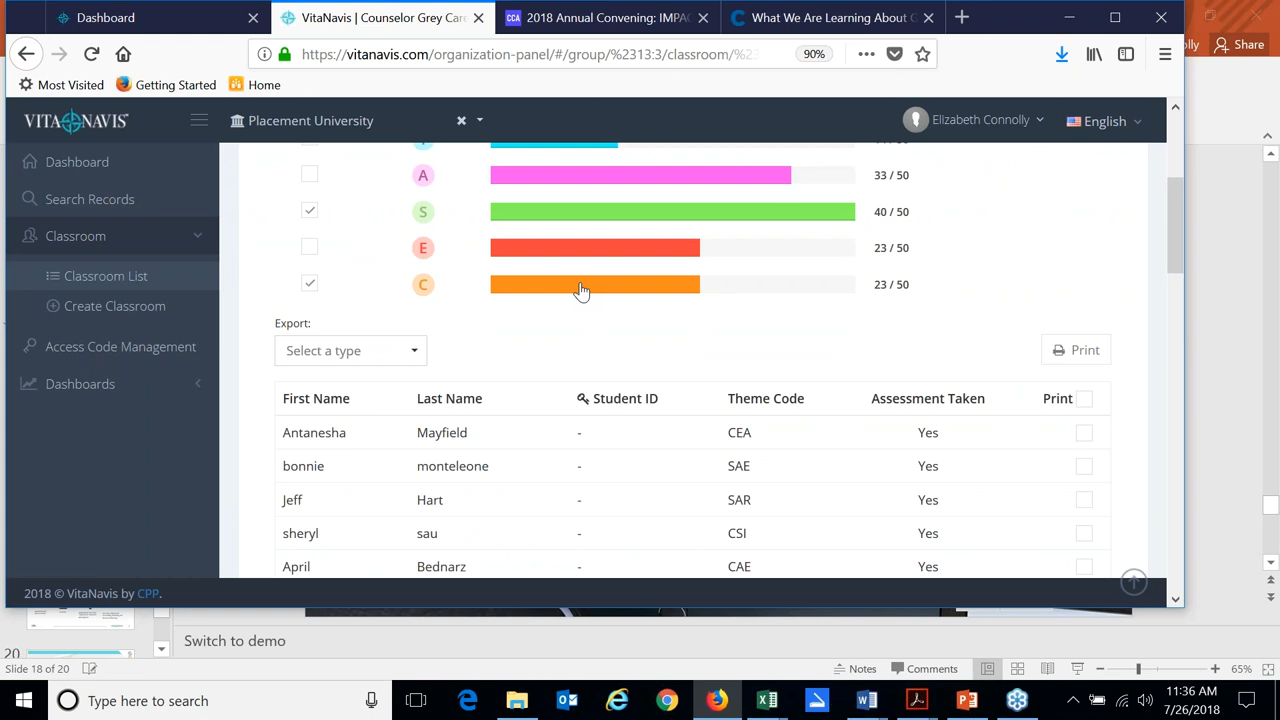 Dashboard
VitaNavis | Counselor Grey Car
CCA 2018 Annual Convening: IMPA
What We Are Learning About G
https://vitanavis.com/organization-panel/#/group/%2313:3/classroom/%2
90%
lly
Share
Most Visited
Getting Started
Home
VITA NAVIS
Placement University
Elizabeth Connolly
English
Dashboard
Search Records
Classroom
Classroom List
Create Classroom
Access Code Management
Dashboards
A 33 / 50
S 40 / 50
E 23 / 50
C 23 / 50
Export:
Select a type
Print
First Name Last Name Student ID Theme Code Assessment Taken Print
Antanesha Mayfield - CEA Yes
bonnie monteleone - SAE Yes
Jeff Hart - SAR Yes
sheryl sau - CSI Yes
April Bednarz - CAE Yes
2018 © VitaNavis by CPP.
20
Switch to demo
Slide 18 of 20
Notes
Comments
65%
Type here to search
11:36 AM
7/26/2018